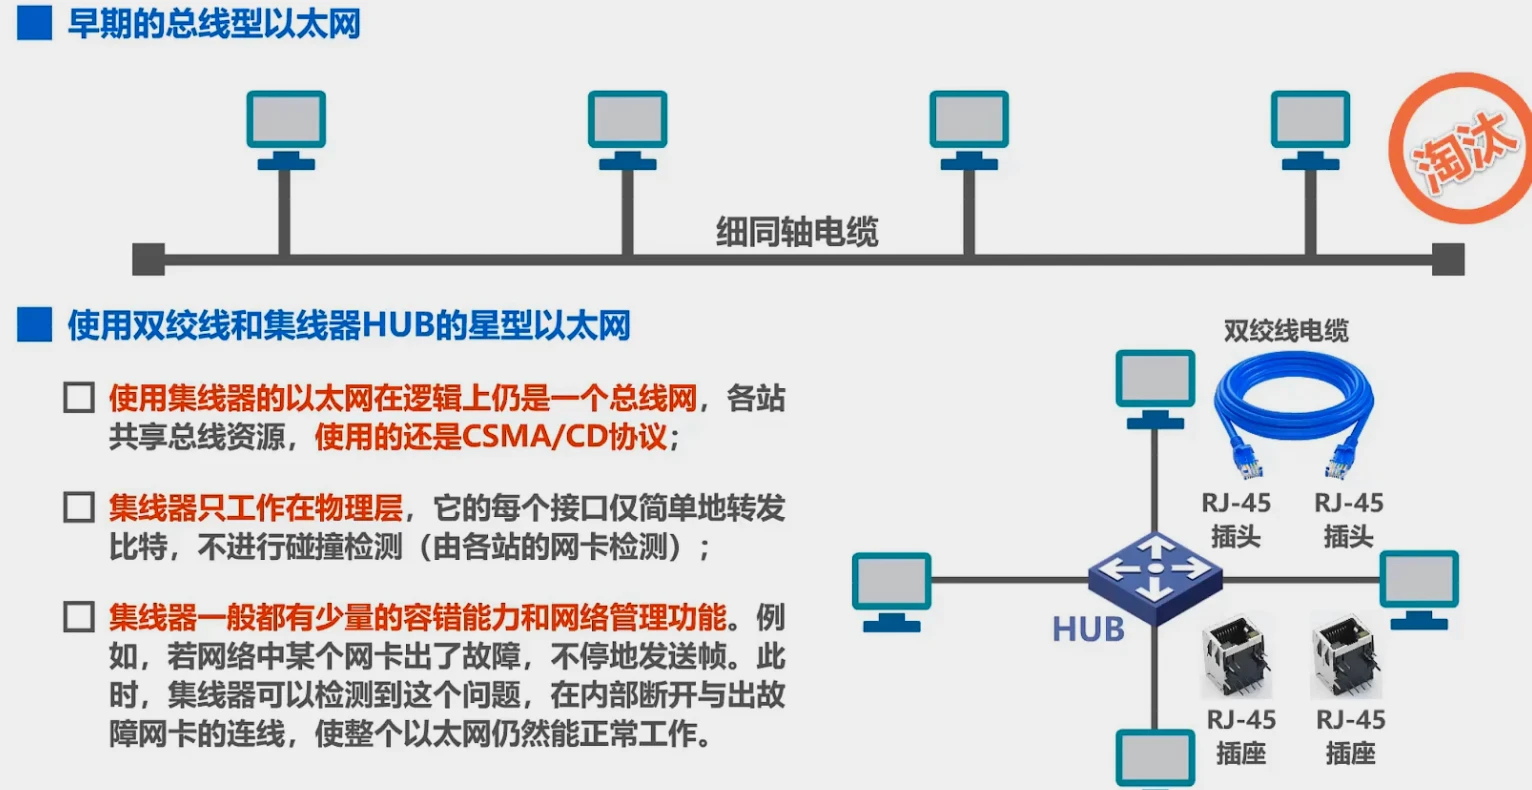 早期的总线型以太网
淘汰
细同轴电缆
使用双绞线和集线器HUB的星型以太网
使用集线器的以太网在逻辑上仍是一个总线网，各站
共享总线资源，使用的还是CSMA/CD协议；
集线器只工作在物理层，它的每个接口仅简单地转发
比特，不进行碰撞检测（由各站的网卡检测）；
集线器一般都有少量的容错能力和网络管理功能。例
如，若网络中某个网卡出了故障，不停地发送帧。此
时，集线器可以检测到这个问题，在内部断开与出故
障网卡的连线，使整个以太网仍然能正常工作。
双绞线电缆
RJ-45
插头
RJ-45
插头
HUB
RJ-45
插座
RJ-45
插座